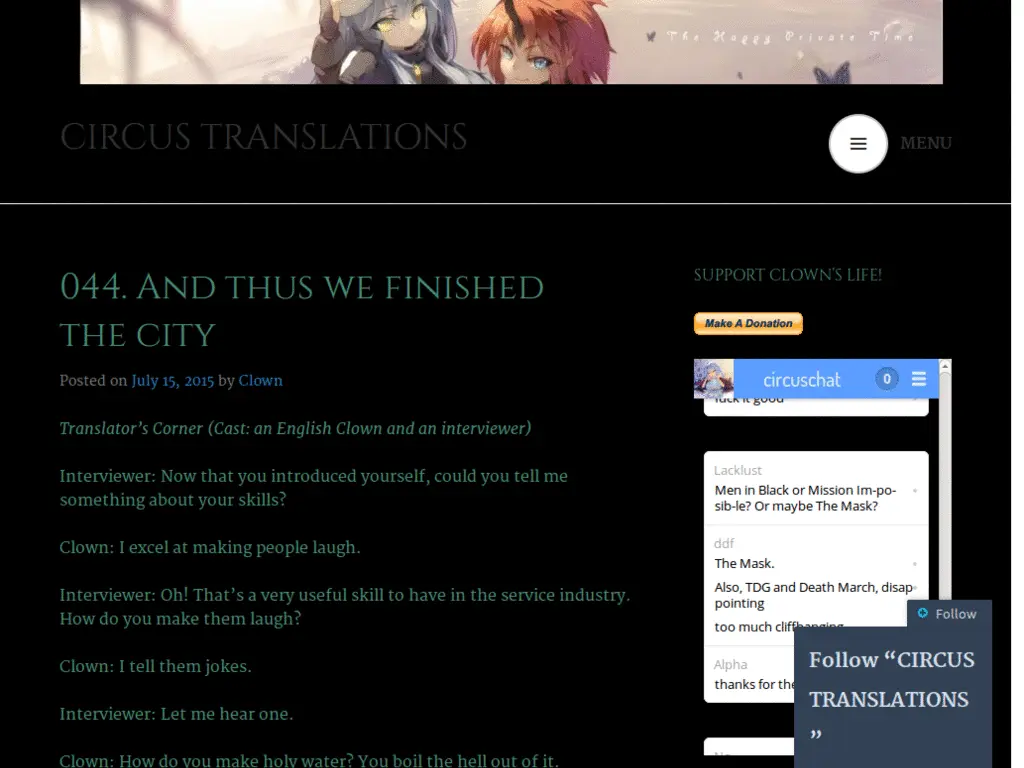 The Happy Private Time
CIRCUS TRANSLATIONS
MENU
044. And thus we finished
the city
Posted on July 15, 2015 by Clown
Translator’s Corner (Cast: an English Clown and an interviewer)
Interviewer: Now that you introduced yourself, could you tell me
something about your skills?
Clown: I excel at making people laugh.
Interviewer: Oh! That’s a very useful skill to have in the service industry.
How do you make them laugh?
Clown: I tell them jokes.
Interviewer: Let me hear one.
Clown: How do you make holy water? You boil the hell out of it.
SUPPORT CLOWN'S LIFE!
Make A Donation
circuschat
0
fuck it good
Lacklust
Men in Black or Mission Im-po-
sib-le? Or maybe The Mask?
ddf
The Mask.
Also, TDG and Death March, disap
pointing
too much cliffhanging
Alpha
thanks for the
Follow
Follow “CIRCUS
TRANSLATIONS
”